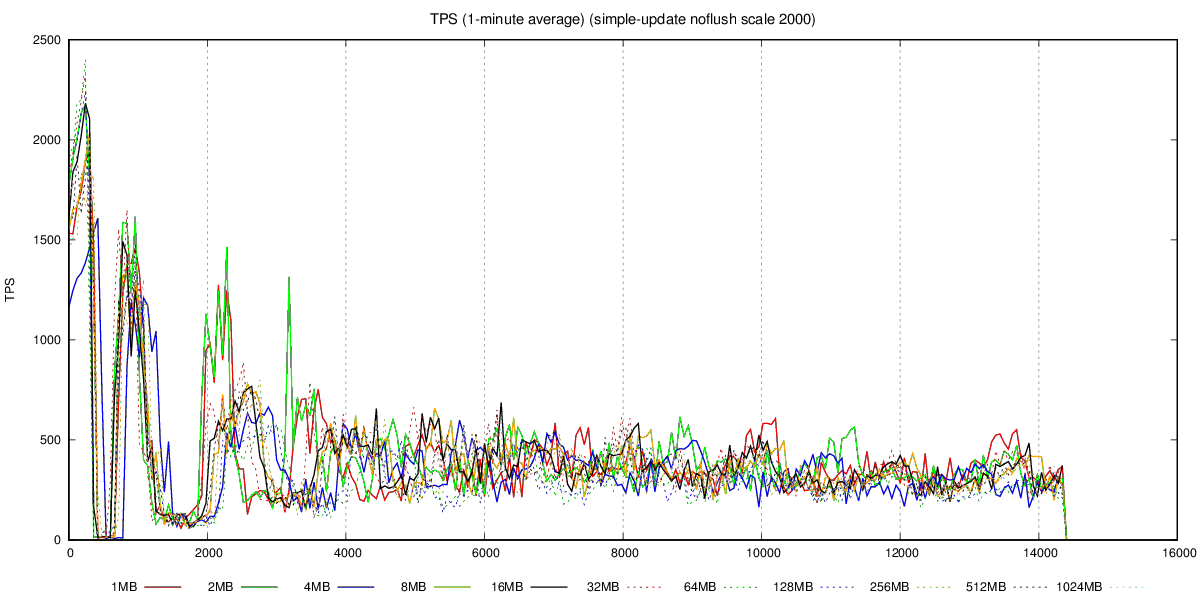 TPS (1-minute average) (simple-update noflush scale 2000)
2500
2000
1500
1000
500
0
TPS
0 2000 4000 6000 8000 10000 12000 14000 16000
1MB 2MB 4MB 8MB 16MB 32MB 64MB 128MB 256MB 512MB 1024MB